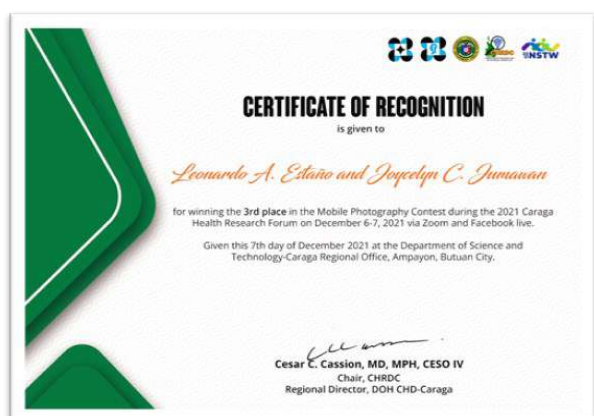 NSTW
CERTIFICATE OF RECOGNITION
is given to
Leonardo A. Estaño and Joycelyn C. Jumawan
for winning the 3rd place in the Mobile Photography Contest during the 2021 Caraga
Health Research Forum on December 6-7, 2021 via Zoom and Facebook live.
Given this 7th day of December 2021 at the Department of Science and
Technology-Caraga Regional Office, Ampayon, Butuan City.
Cesar C. Cassion, MD, MPH, CESO IV
Chair, CHRDC
Regional Director, DOH CHD-Caraga